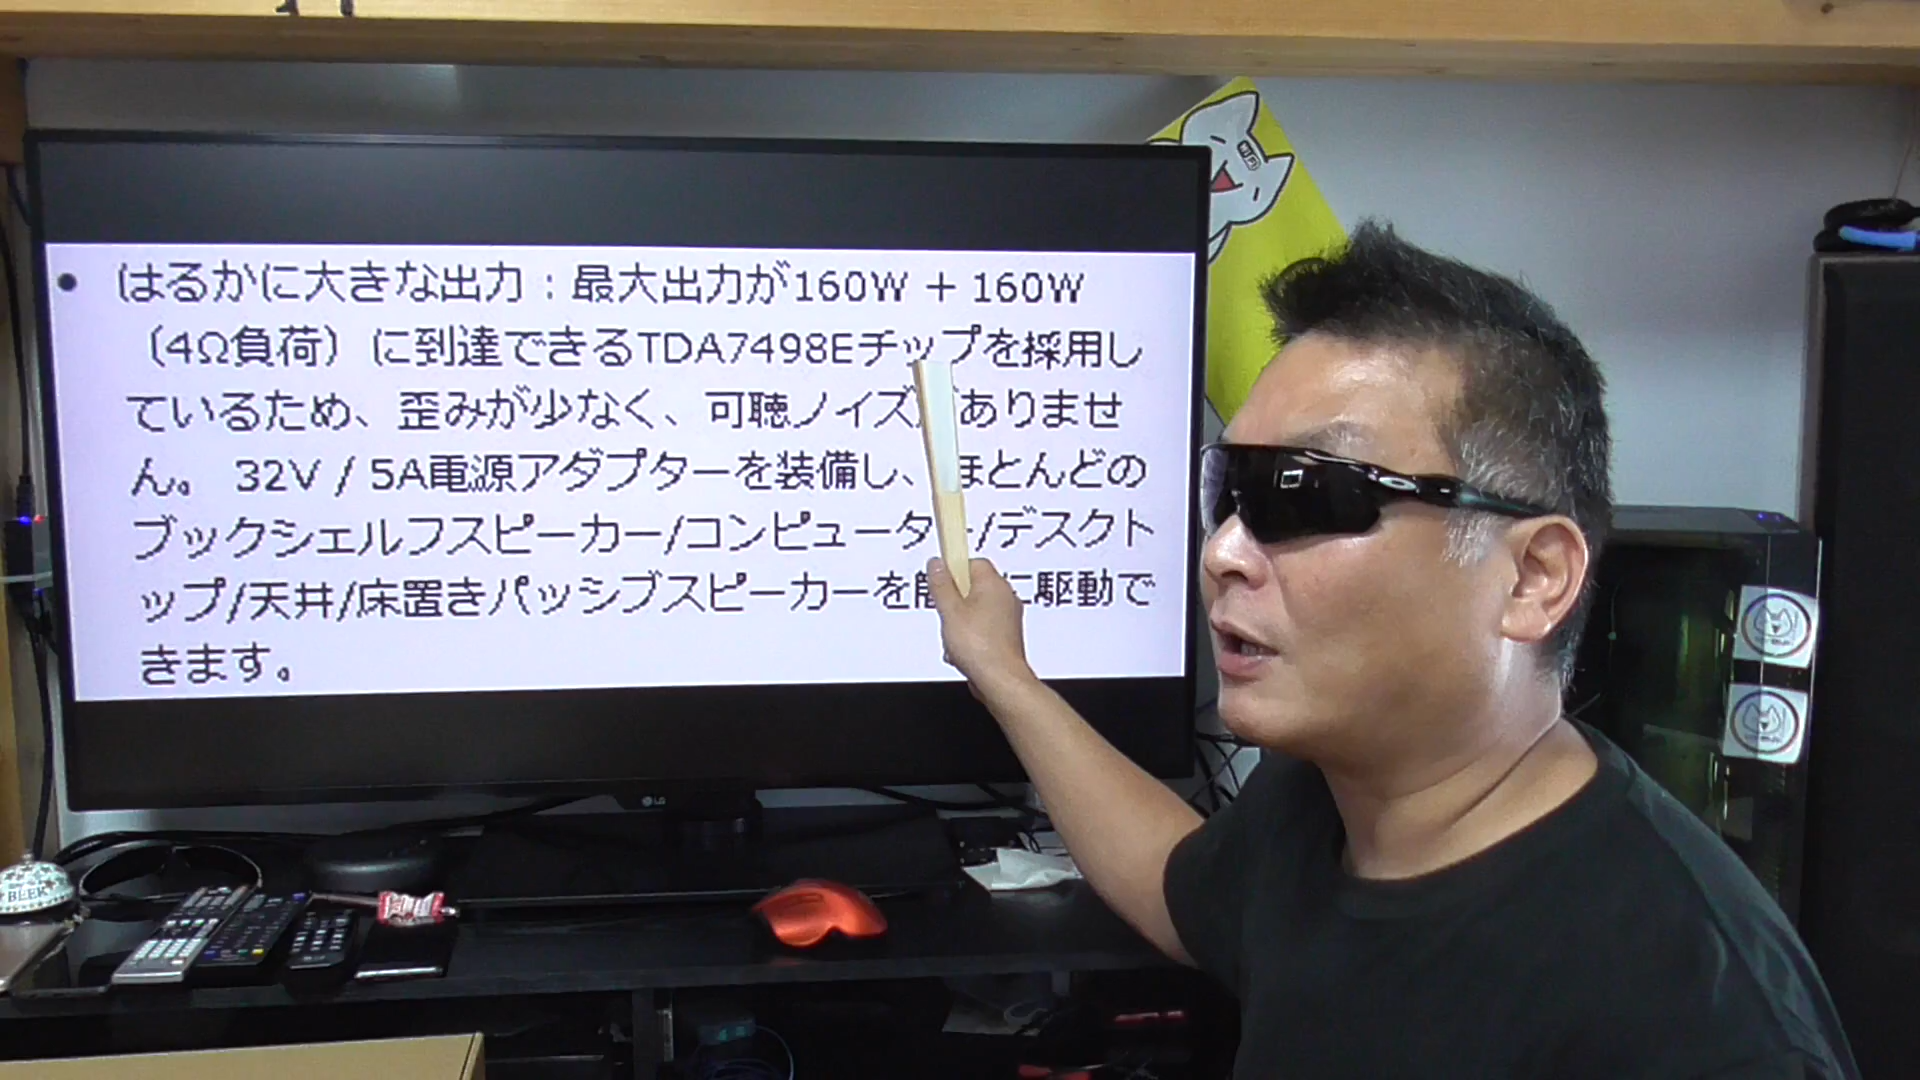 • はるかに大きな出力：最大出力が160W + 160W
（4Ω負荷）に到達できるTDA7498Eチップを採用し
ているため、歪みが少なく、可聴ノイズがありませ
ん。 32V / 5A電源アダプターを装備し、ほとんどの
ブックシェルフスピーカー/コンピューター/デスクト
ップ/天井/床置きパッシブスピーカーを簡単に駆動で
きます。
LG
BEER